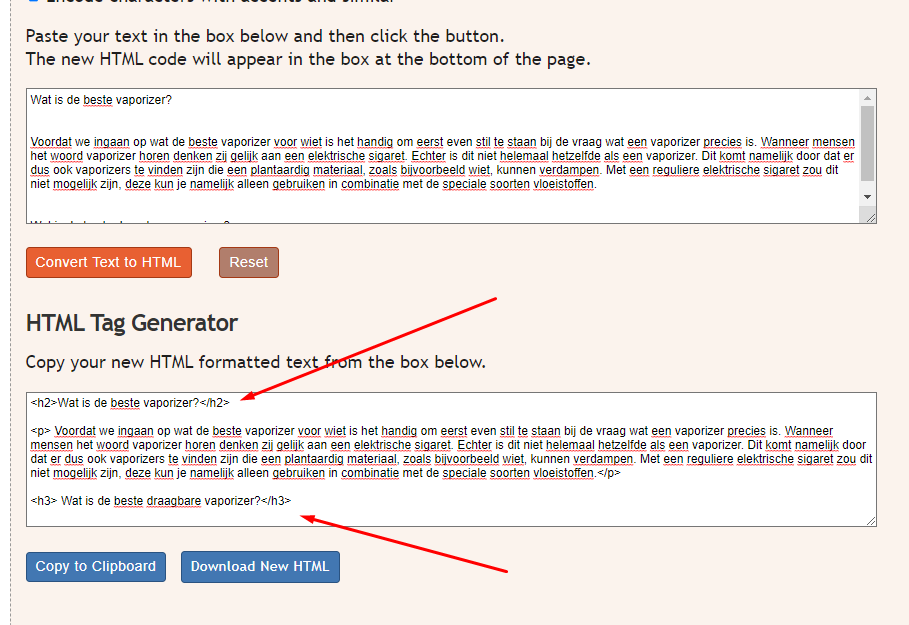 Encode characters with accents and similar
Paste your text in the box below and then click the button.
The new HTML code will appear in the box at the bottom of the page.
Wat is de beste vaporizer?
Voordat we ingaan op wat de beste vaporizer voor wiet is het handig om eerst even stil te staan bij de vraag wat een vaporizer precies is. Wanneer mensen
het woord vaporizer horen denken zij gelijk aan een elektrische sigaret. Echter is dit niet helemaal hetzelfde als een vaporizer. Dit komt namelijk door dat er
dus ook vaporizers te vinden zijn die een plantaardig materiaal, zoals bijvoorbeeld wiet, kunnen verdampen. Met een reguliere elektrische sigaret zou dit
niet mogelijk zijn, deze kun je namelijk alleen gebruiken in combinatie met de speciale soorten vloeistoffen.
Convert Text to HTML
Reset
HTML Tag Generator
Copy your new HTML formatted text from the box below.
<h2>Wat is de beste vaporizer?</h2>
<p> Voordat we ingaan op wat de beste vaporizer voor wiet is het handig om eerst even stil te staan bij de vraag wat een vaporizer precies is. Wanneer
mensen het woord vaporizer horen denken zij gelijk aan een elektrische sigaret. Echter is dit niet helemaal hetzelfde als een vaporizer. Dit komt namelijk door
dat er dus ook vaporizers te vinden zijn die een plantaardig materiaal, zoals bijvoorbeeld wiet, kunnen verdampen. Met een reguliere elektrische sigaret zou dit
niet mogelijk zijn, deze kun je namelijk alleen gebruiken in combinatie met de speciale soorten vloeistoffen.</p>
<h3> Wat is de beste draagbare vaporizer?</h3>
Copy to Clipboard
Download New HTML